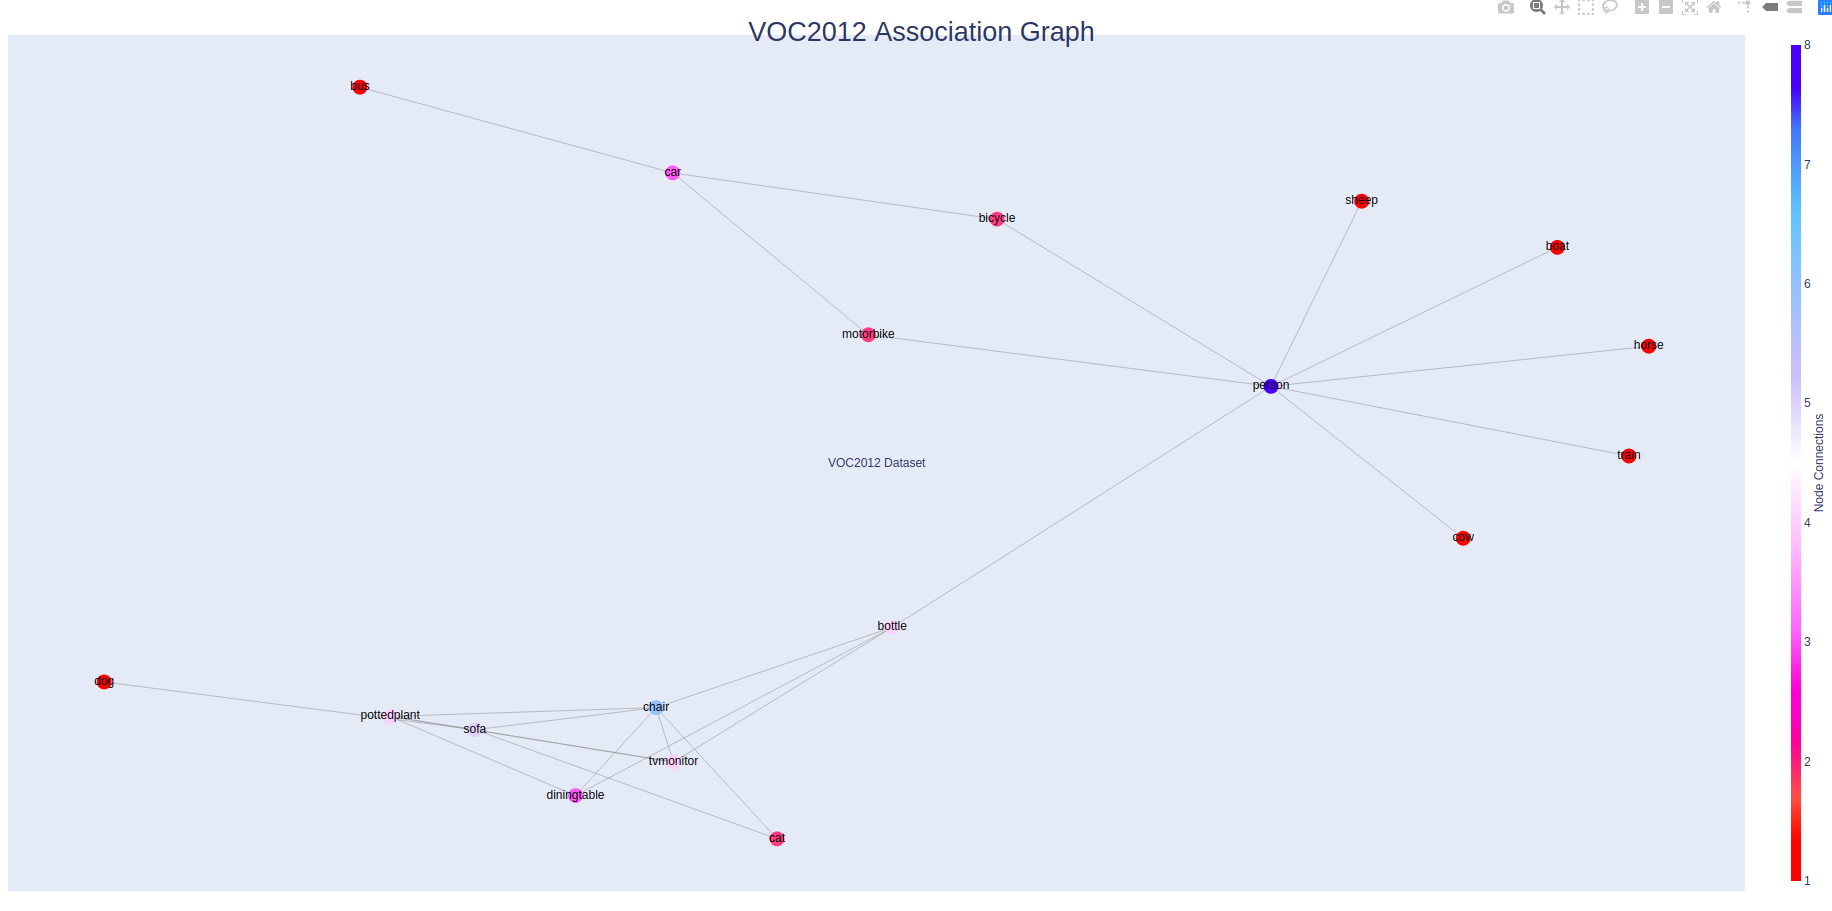 VOC2012 Association Graph
8
bus
7
car
sheep
bicycle
boat
6
motorbike
horse
person
5
Node Connections
train
VOC2012 Dataset
4
cow
bottle
3
dog
chair
pottedplant
sofa
tvmonitor
2
diningtable
cat
1